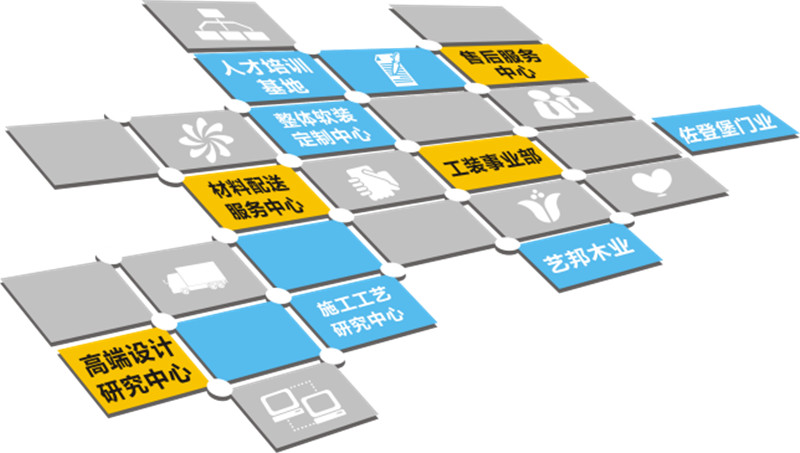 人才培训
基地
售后服务
中心
整体软装
定制中心
佐登堡门业
工装事业部
材料配送
服务中心
艺邦木业
施工工艺
研究中心
高端设计
研究中心